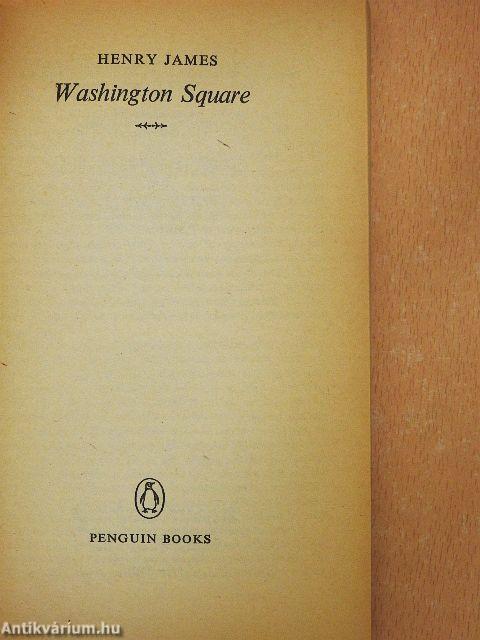 HENRY JAMES
Washington Square
PENGUIN BOOKS
Antikvárium.hu